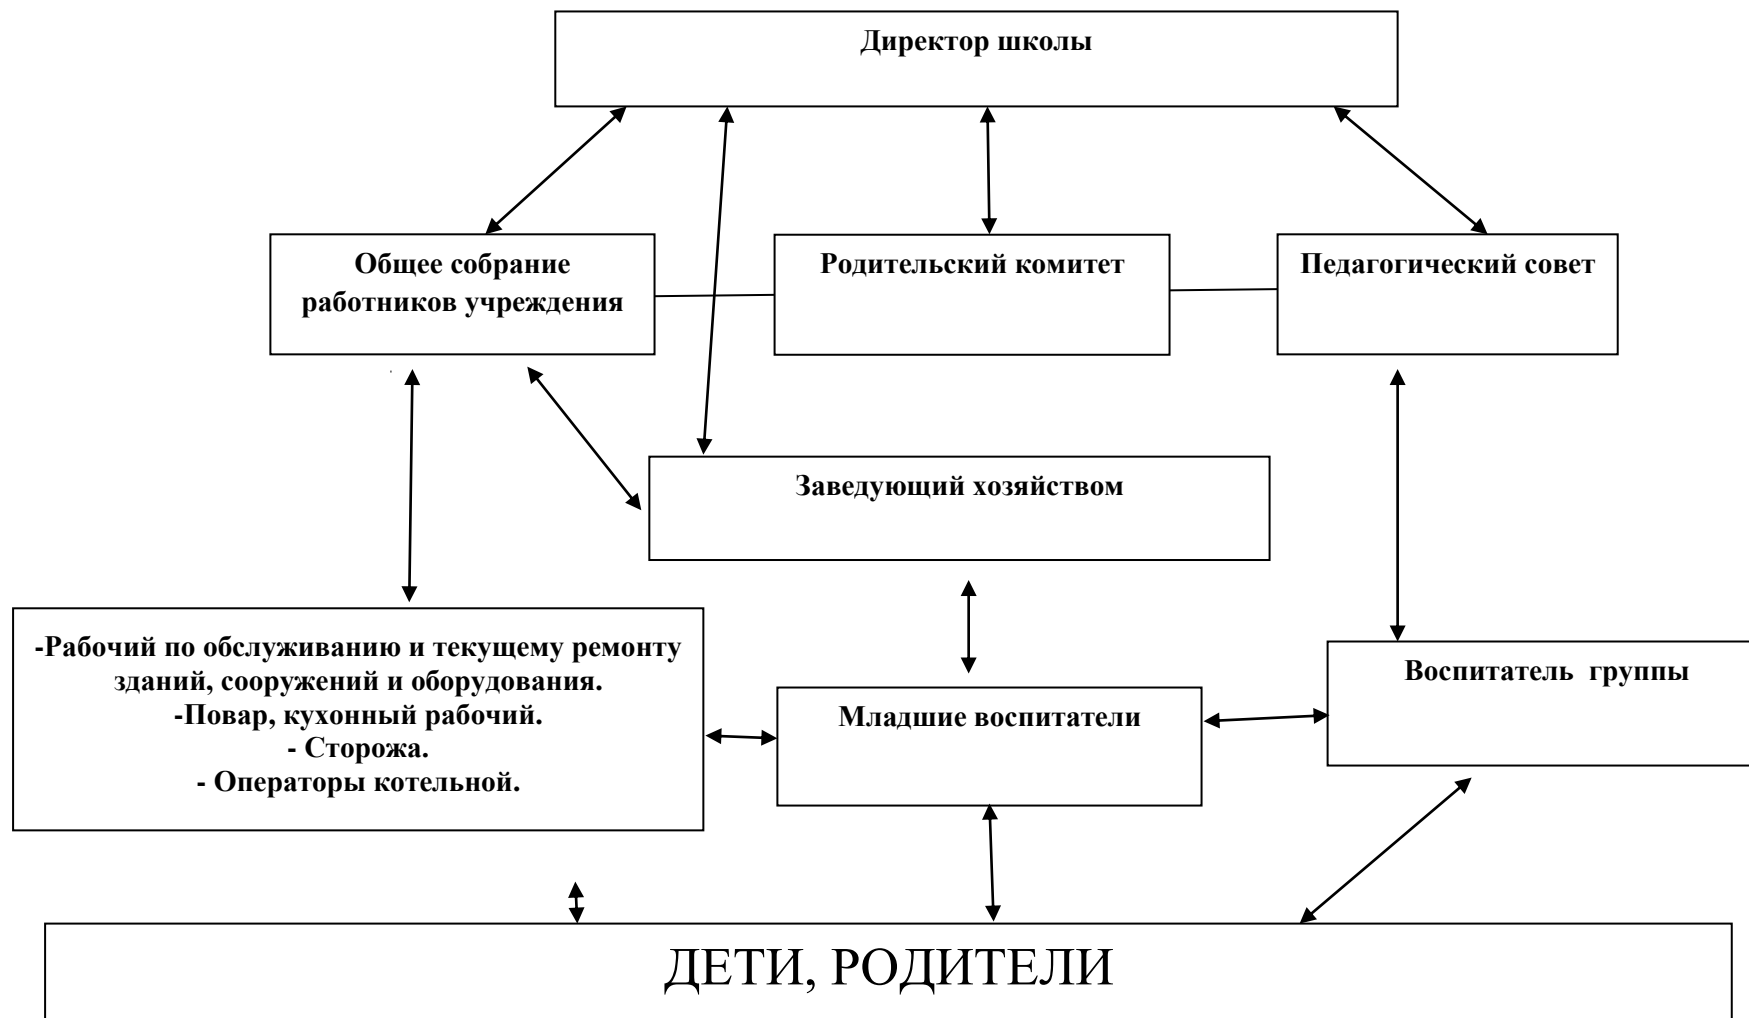 Директор школы
Общее собрание
работников учреждения
Родительский комитет
Педагогический совет
Заведующий хозяйством
-Рабочий по обслуживанию и текущему ремонту
зданий, сооружений и оборудования.
-Повар, кухонный рабочий.
- Сторожа.
- Операторы котельной.
Младшие воспитатели
Воспитатель  группы
ДЕТИ, РОДИТЕЛИ